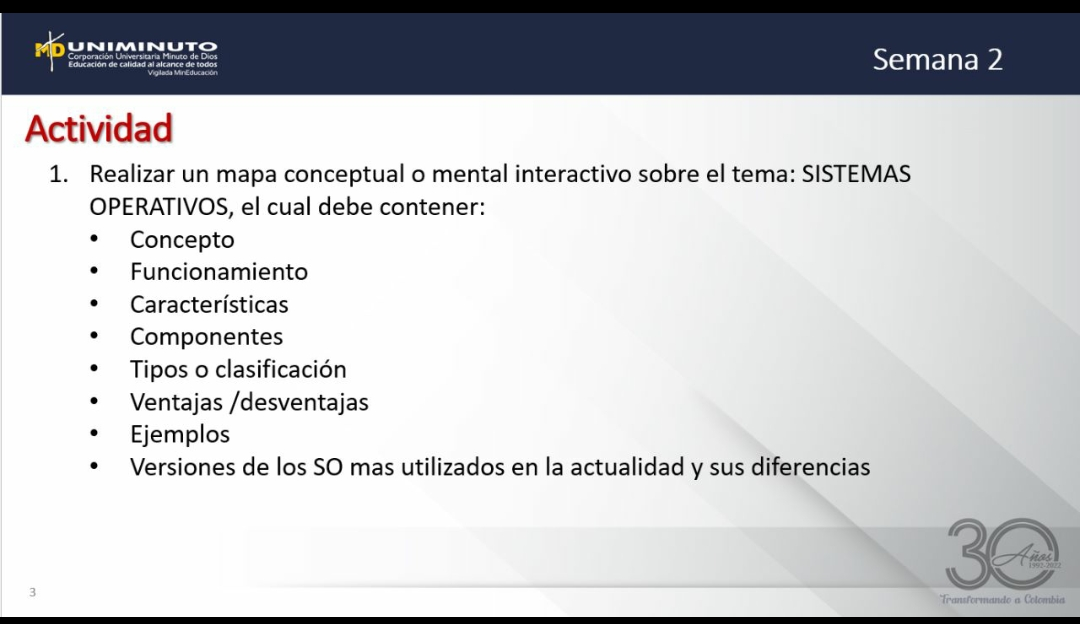 UNIMINUTO
Corporación Universitaria Minuto de Dios
Educación de calidad al alcance de todos
Vigilada MinEducación
Semana 2
Actividad
1. Realizar un mapa conceptual o mental interactivo sobre el tema: SISTEMAS
OPERATIVOS, el cual debe contener:
• Concepto
• Funcionamiento
• Características
• Componentes
• Tipos o clasificación
• Ventajas /desventajas
• Ejemplos
• Versiones de los SO mas utilizados en la actualidad y sus diferencias
30
Años
1992-2022
Transformando a Colombia
3